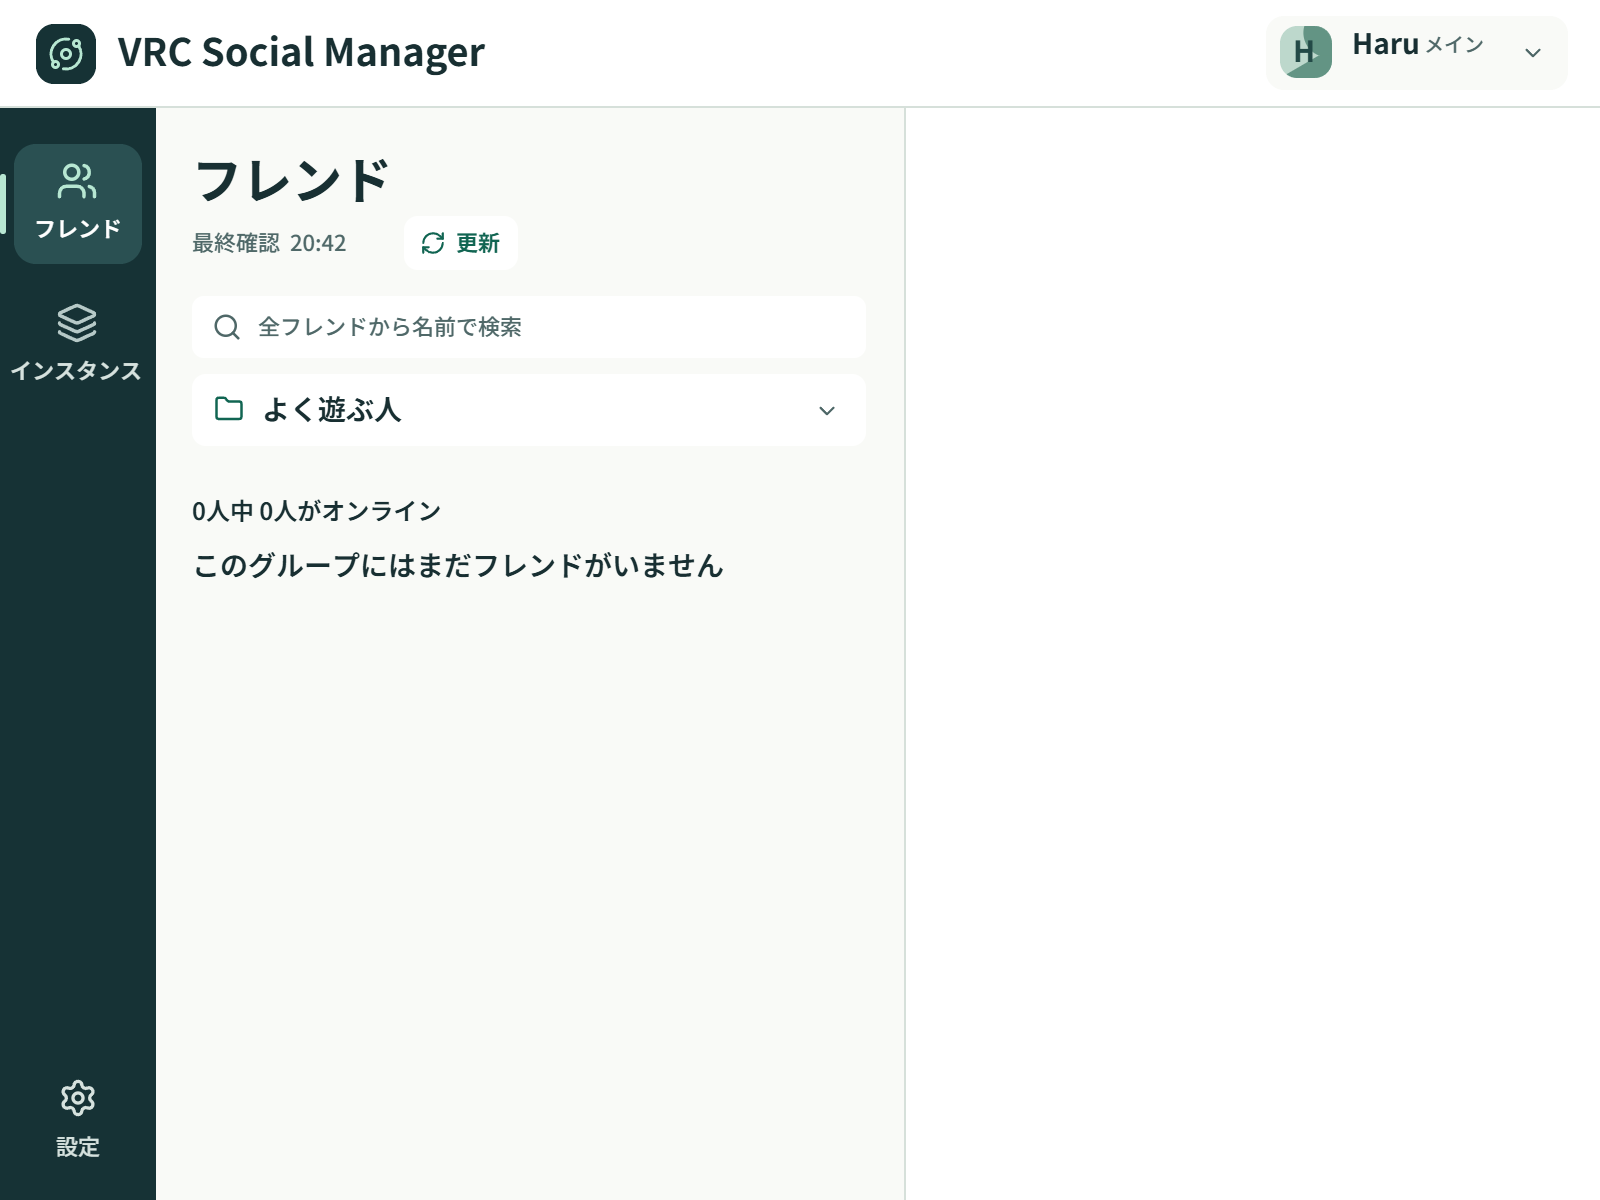 VRC Social Manager
H
Haru メイン
フレンド
インスタンス
設定
フレンド
最終確認 20:42
更新
全フレンドから名前で検索
よく遊ぶ人
0人中 0人がオンライン
このグループにはまだフレンドがいません